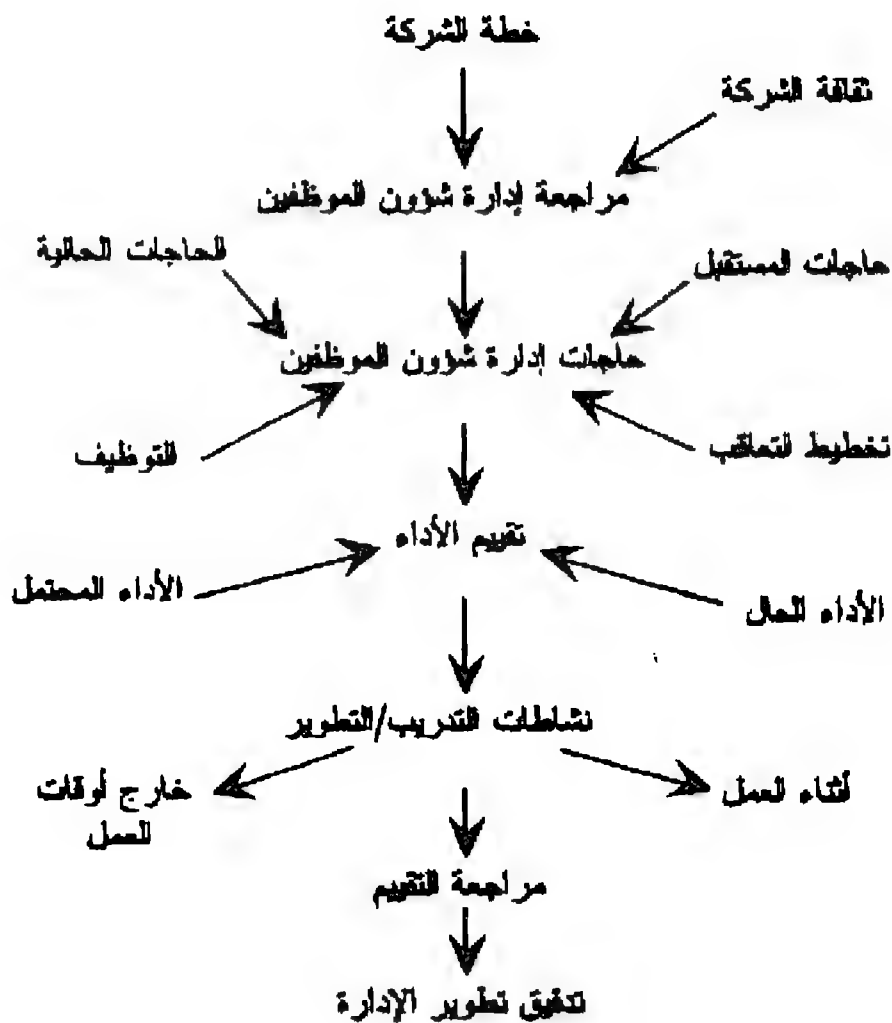 خطة الشركة
ثقافة الشركة
مراجعة إدارة شؤون الموظفين
حاجات المستقبل
الحاجات الحالية
حاجات إدارة شؤون الموظفين
تخطيط التعاقب
التوظيف
تقييم الأداء
الأداء الحال
الأداء المحتمل
نشاطات التدريب/التطوير
أثناء العمل
خارج أوقات
العمل
مراجعة التقييم
تدقيق تطوير الإدارة